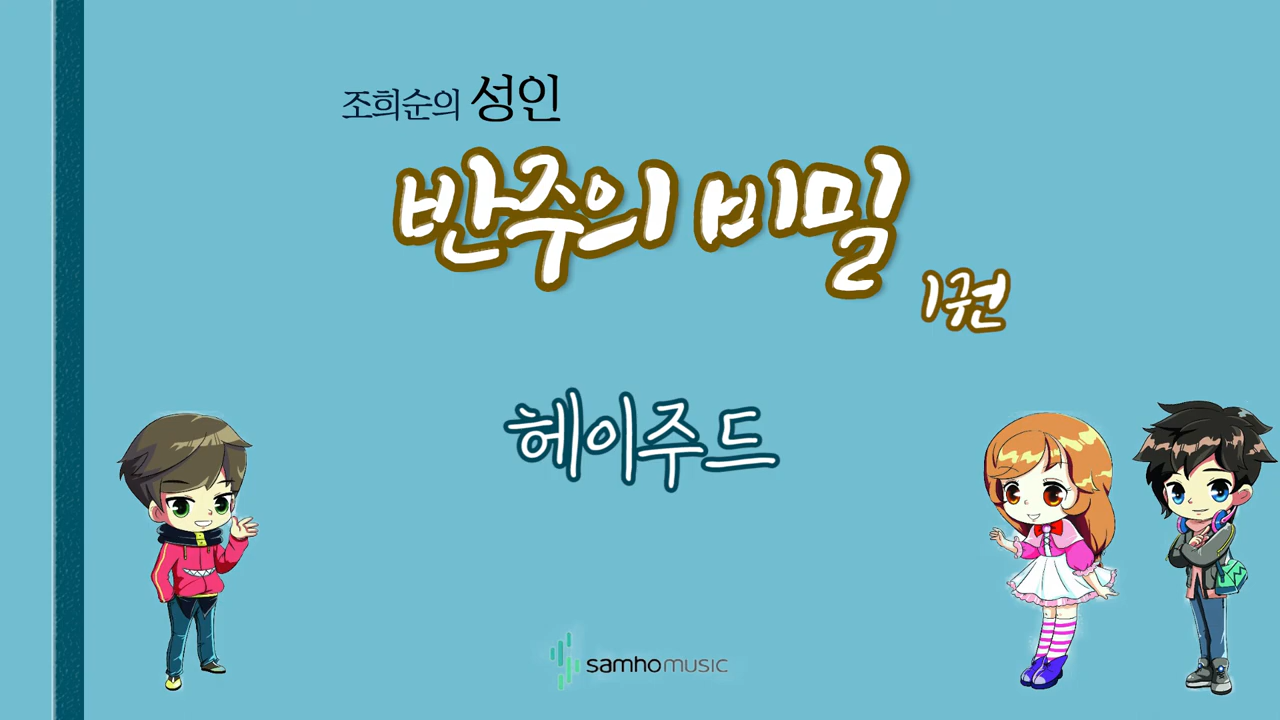 조희순의 성인
반주의 비밀
1권
헤이주드
samhomusic